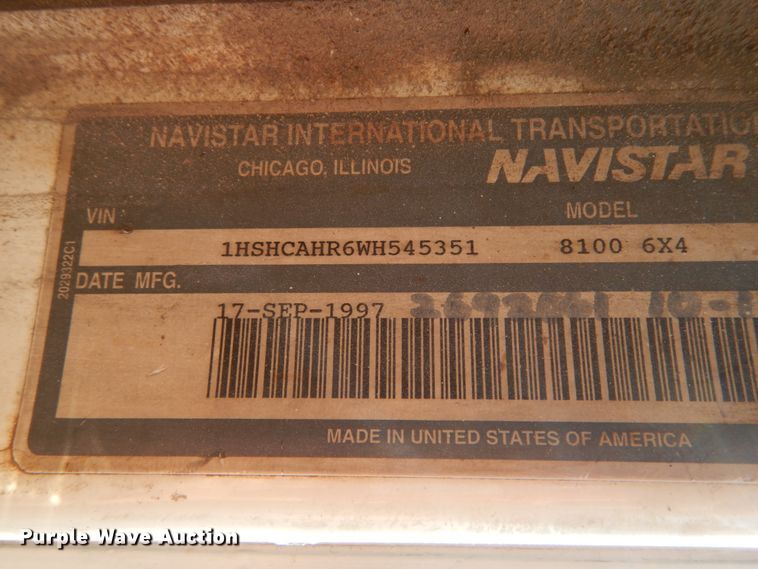 NAVISTAR INTERNATIONAL TRANSPORTATIO
CHICAGO, ILLINOIS NAVISTAR
VIN MODEL
1HSHCAHR6WH545351 8100 6X4
DATE MFG.
17-SEP-1997
2029322C1
MADE IN UNITED STATES OF AMERICA
Purple Wave Auction